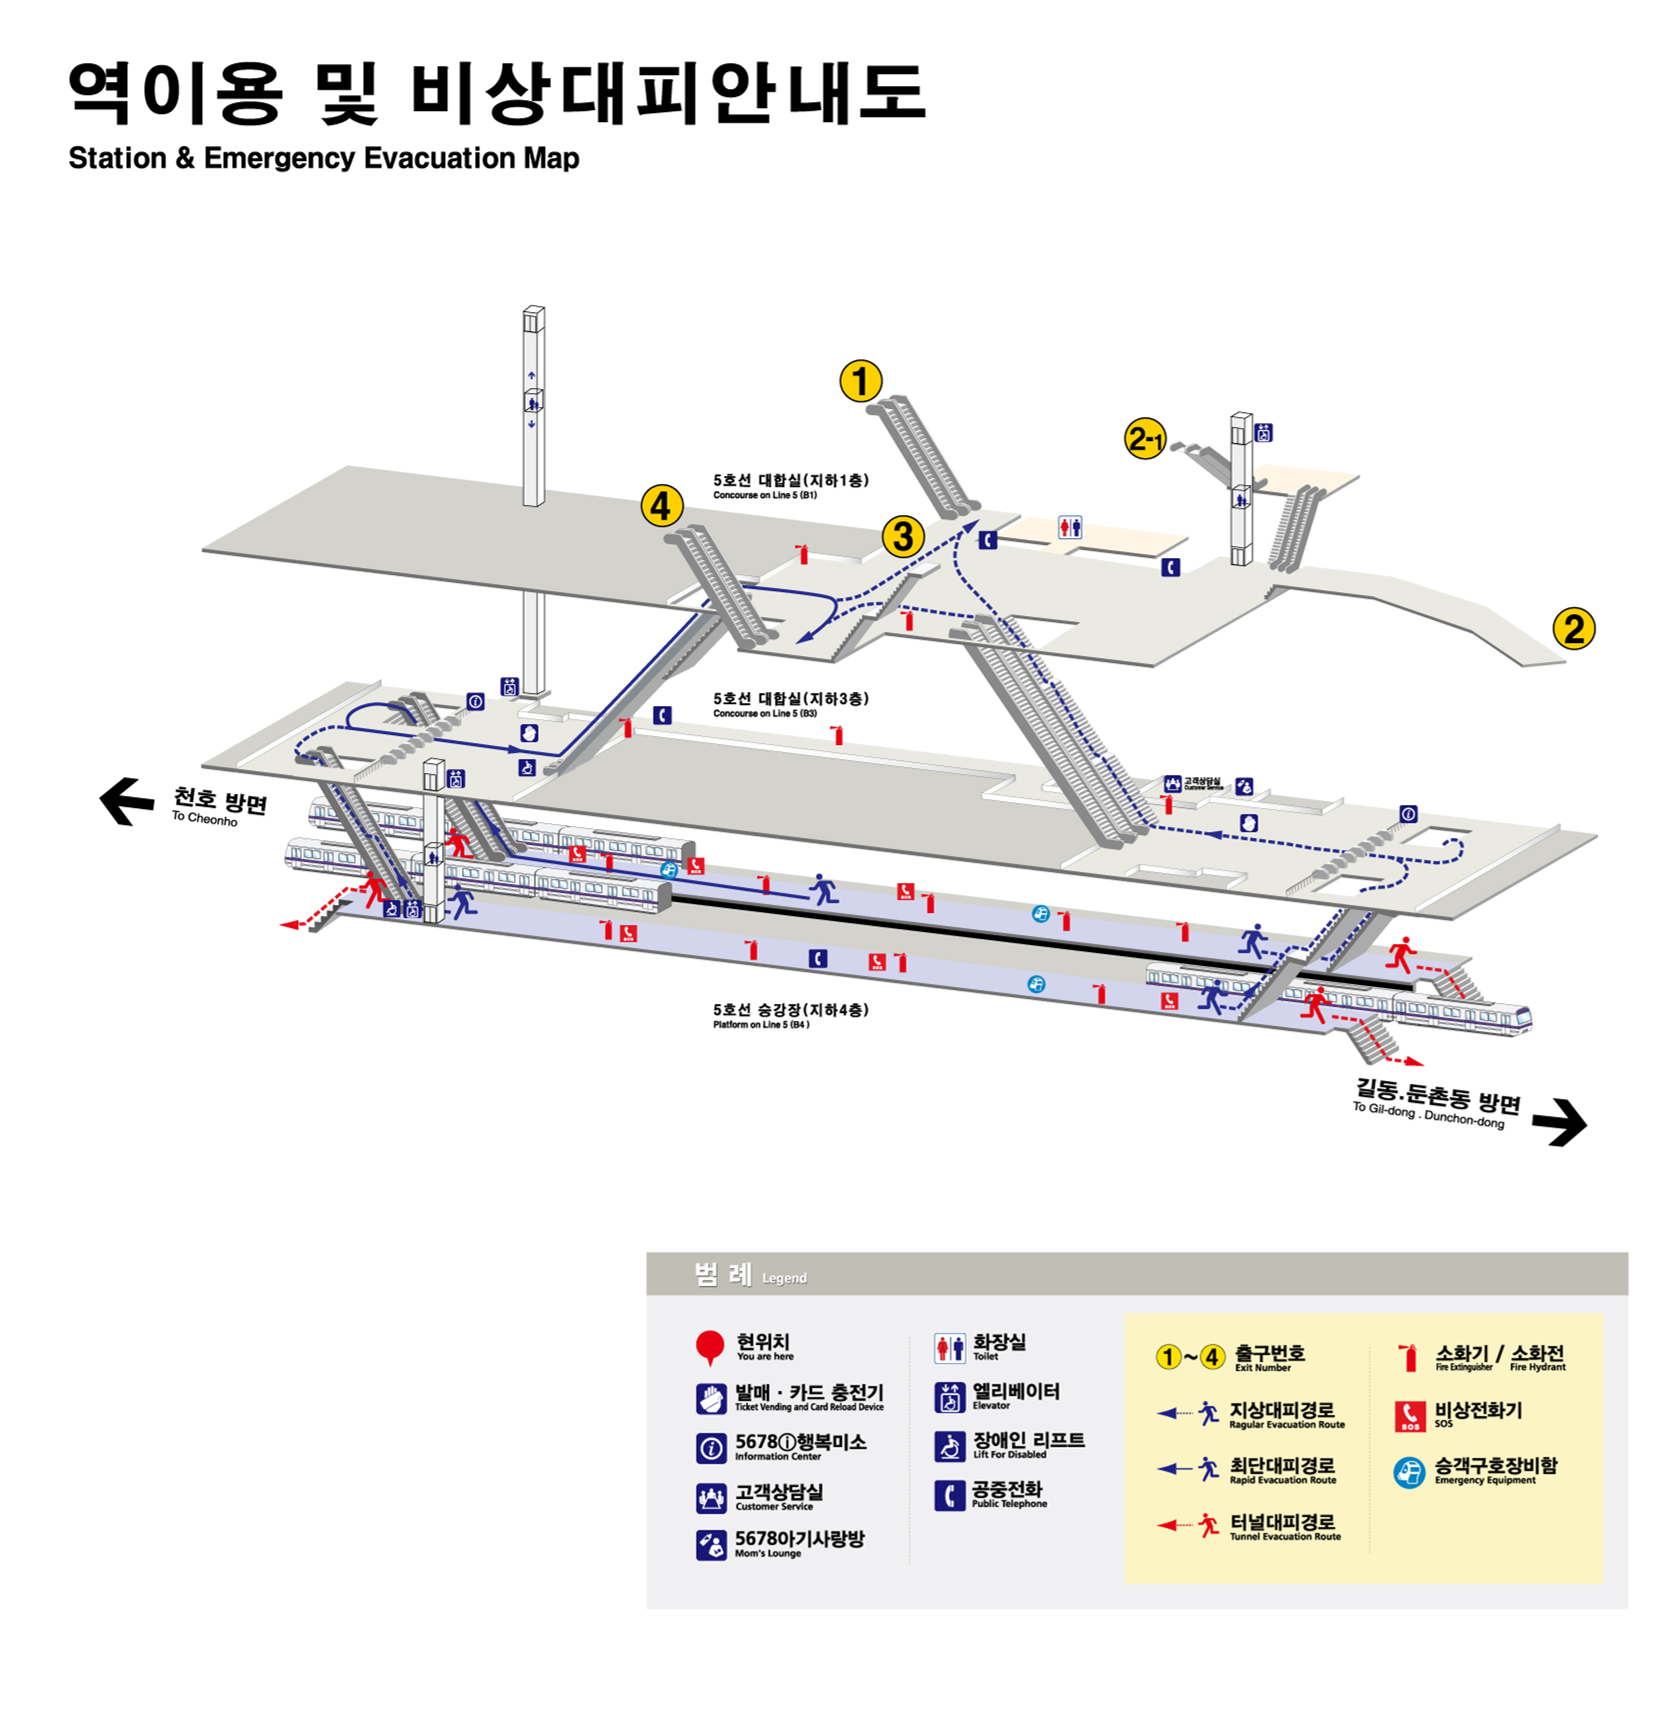 역이용 및 비상대피안내도
Station & Emergency Evacuation Map
1
2-1
5호선 대합실(지하1층)
Concourse on Line 5 (B1)
4
3
2
5호선 대합실(지하3층)
Concourse on Line 5 (B3)
고객상담실
Customer Service
천호 방면
To Cheonho
SOS
SOS
SOS
SOS
SOS
SOS
5호선 승강장(지하4층)
Platform on Line 5 (B4 )
길동.둔촌동 방면
To Gil-dong . Dunchon-dong
범 례 Legend
현위치
You are here
발매 · 카드 충전기
Ticket Vending and Card Reload Device
5678ⓘ행복미소
Information Center
고객상담실
Customer Service
5678아기사랑방
Mom's Lounge
화장실
Toilet
엘리베이터
Elevator
장애인 리프트
Lift For Disabled
공중전화
Public Telephone
1 ~ 4 출구번호
Exit Number
지상대피경로
Ragular Evacuation Route
최단대피경로
Rapid Evacuation Route
터널대피경로
Tunnel Evacuation Route
소화기 / 소화전
Fire Extinguisher Fire Hydrant
SOS 비상전화기
SOS
승객구호장비함
Emergency Equipment